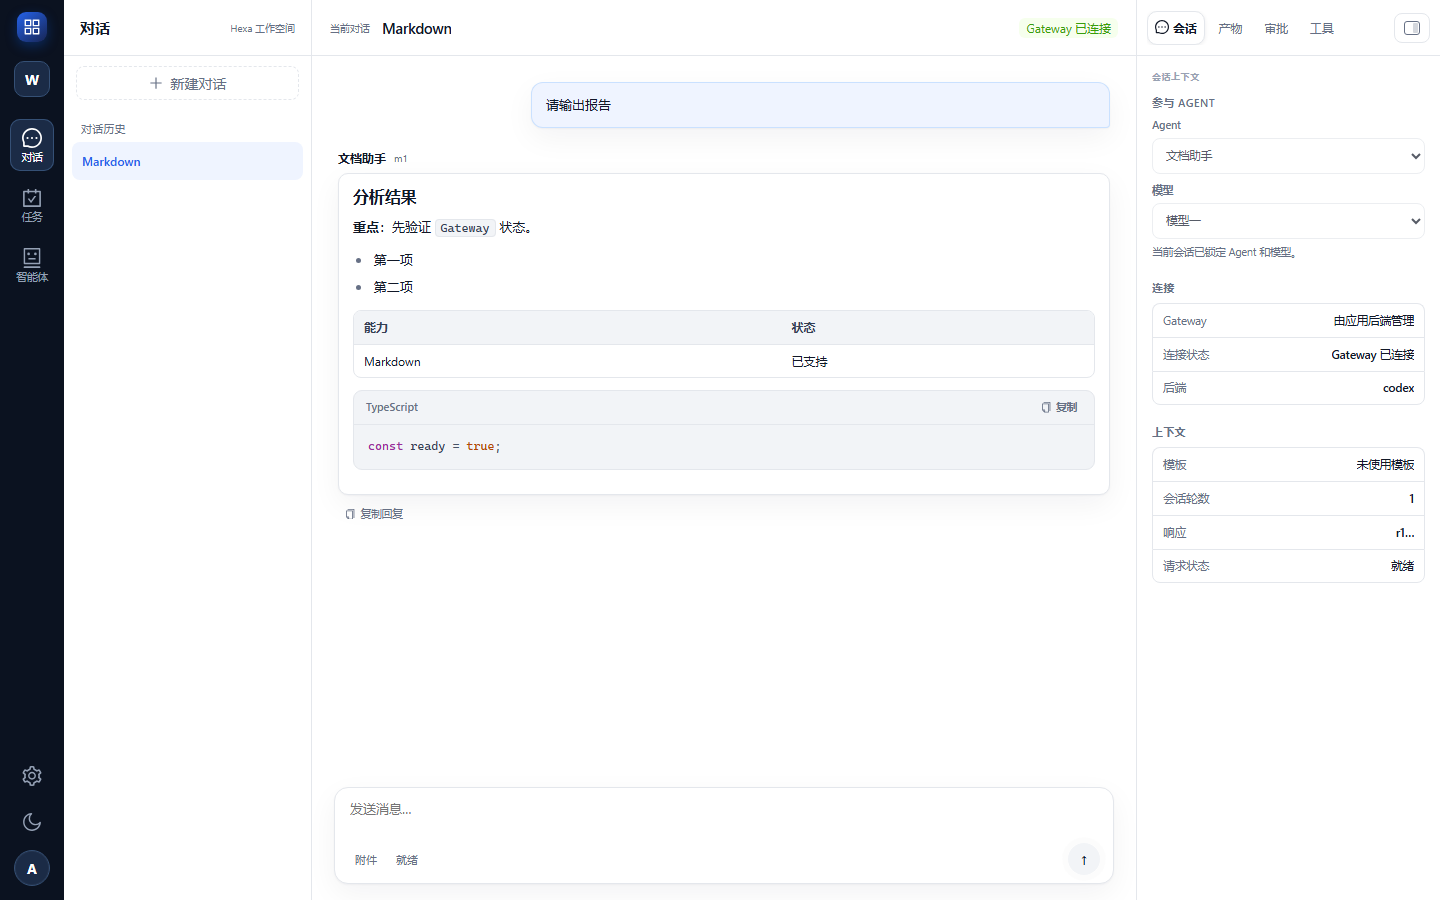 W
对话
任务
智能体
A
对话
Hexa 工作空间
新建对话
对话历史
Markdown
当前对话
Markdown
Gateway 已连接
请输出报告
文档助手 m1
分析结果
重点：先验证 Gateway 状态。
第一项
第二项
能力 状态
Markdown 已支持
TypeScript 复制
const ready = true;
复制回复
发送消息...
附件 就绪
↑
会话 产物 审批 工具
会话上下文
参与 AGENT
Agent
文档助手
模型
模型一
当前会话已锁定 Agent 和模型。
连接
Gateway 由应用后端管理
连接状态 Gateway 已连接
后端 codex
上下文
模板 未使用模板
会话轮数 1
响应 r1...
请求状态 就绪